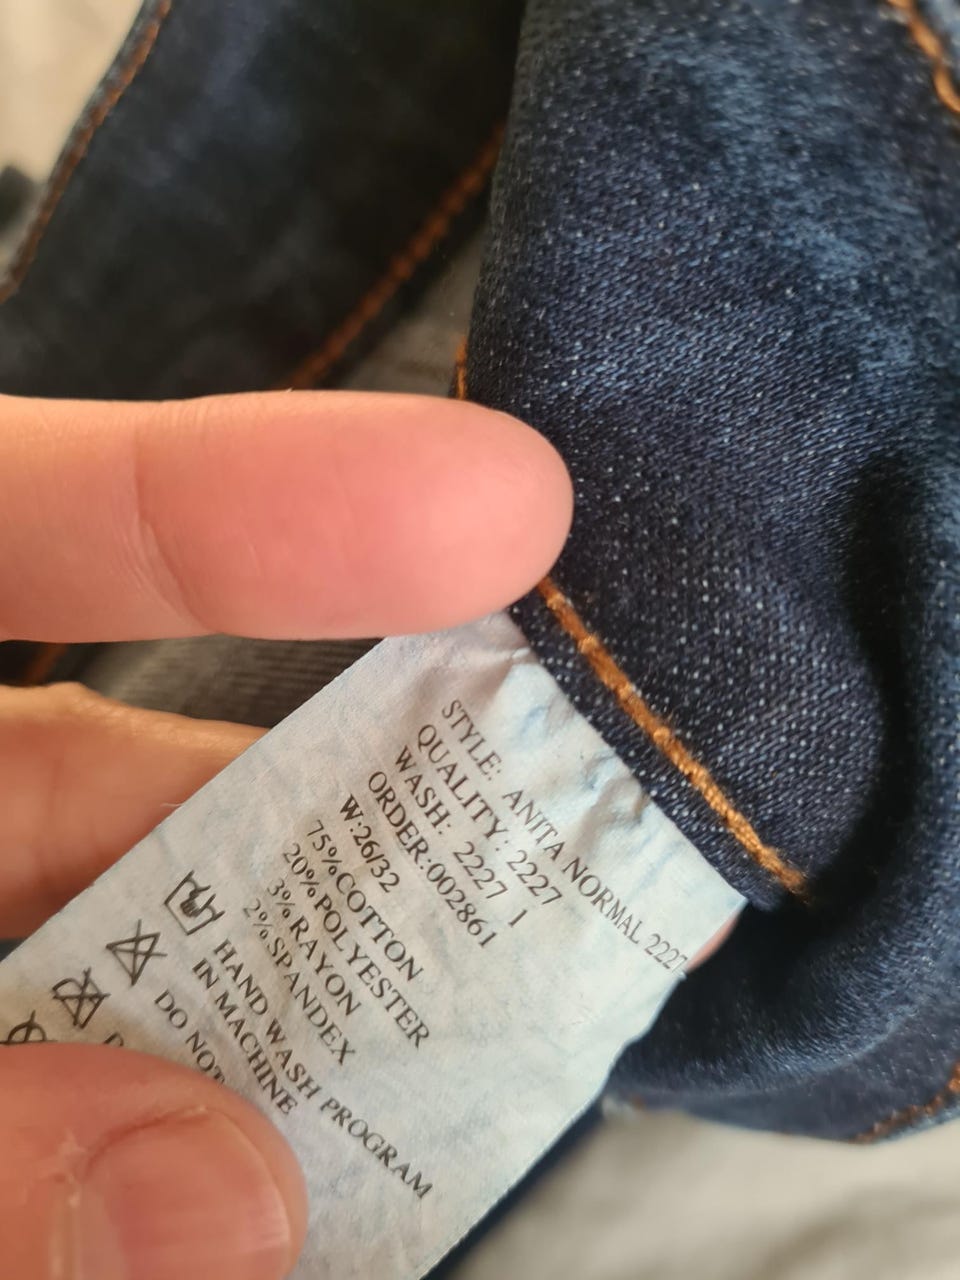 STYLE: ANITA NORMAL 2227
QUALITY: 2227
WASH: 2227 1
ORDER:002861
W:26/32
75%COTTON
20%POLYESTER
3%RAYON
2%SPANDEX
HAND WASH PROGRAM
IN MACHINE
DO NOT